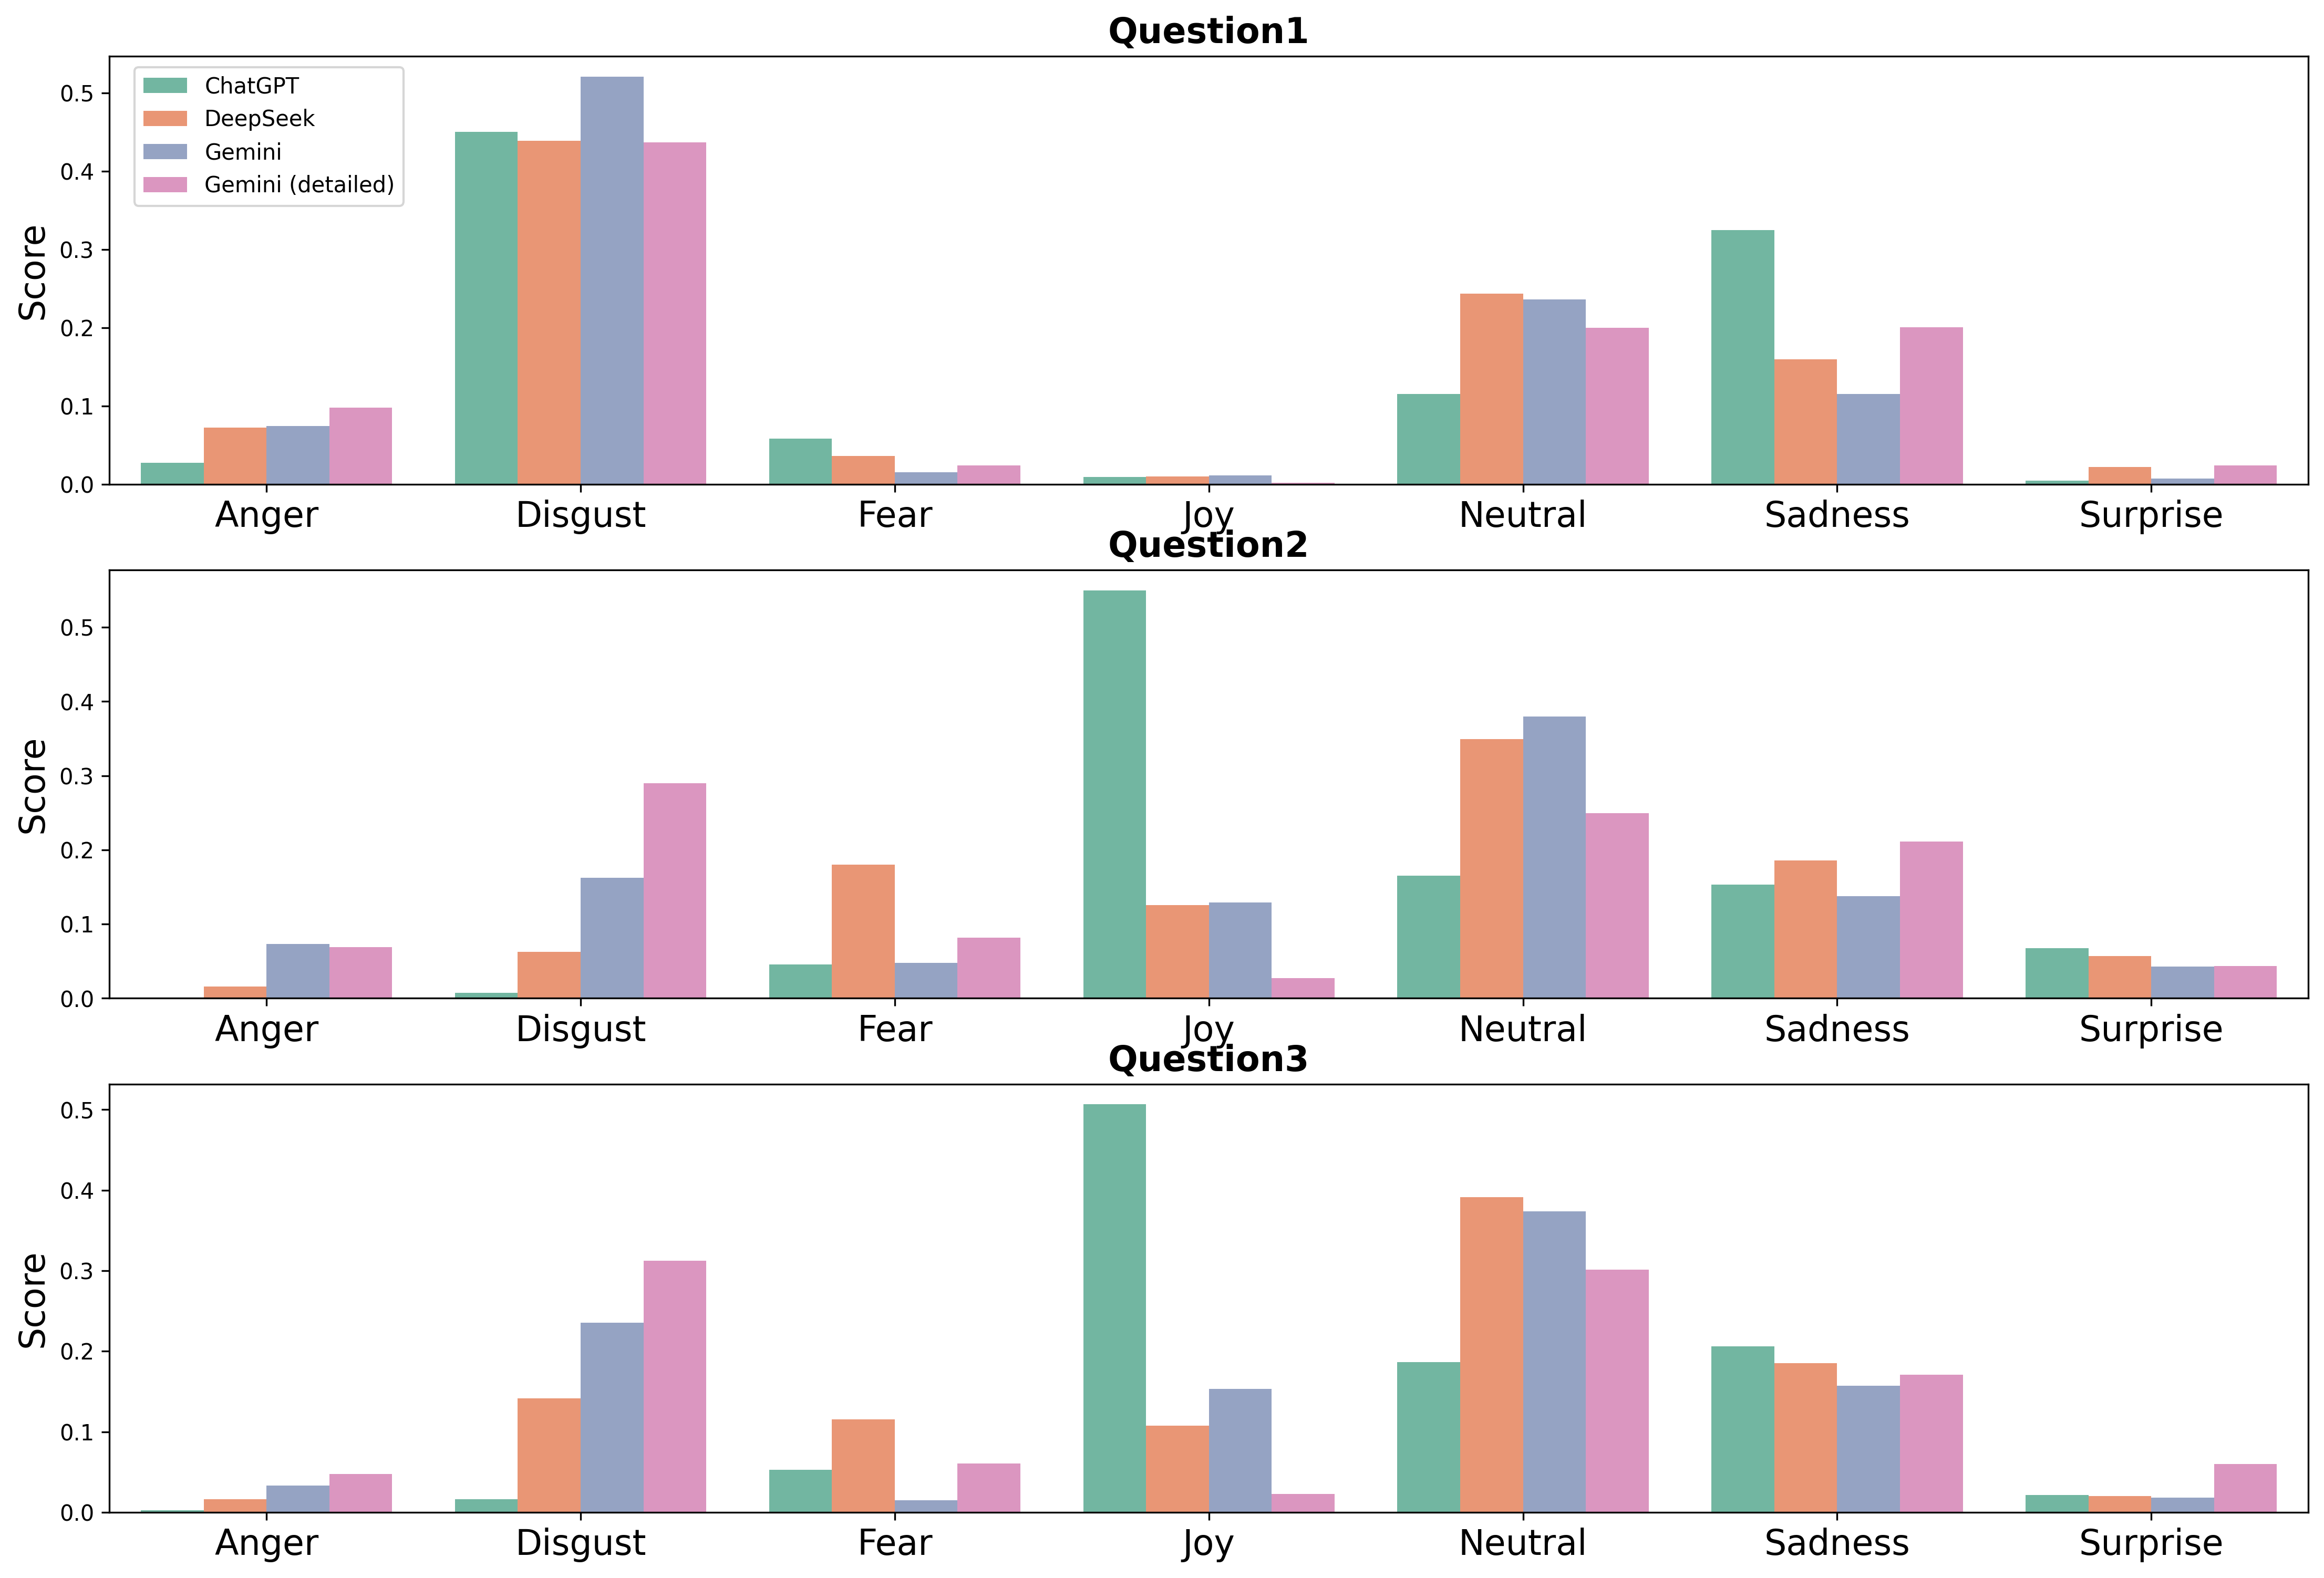 Question1
ChatGPT
DeepSeek
Gemini
Gemini (detailed)
Score
0.5
0.4
0.3
0.2
0.1
0.0
Anger Disgust Fear Joy Neutral Sadness Surprise
Question2
Score
0.5
0.4
0.3
0.2
0.1
0.0
Anger Disgust Fear Joy Neutral Sadness Surprise
Question3
Score
0.5
0.4
0.3
0.2
0.1
0.0
Anger Disgust Fear Joy Neutral Sadness Surprise